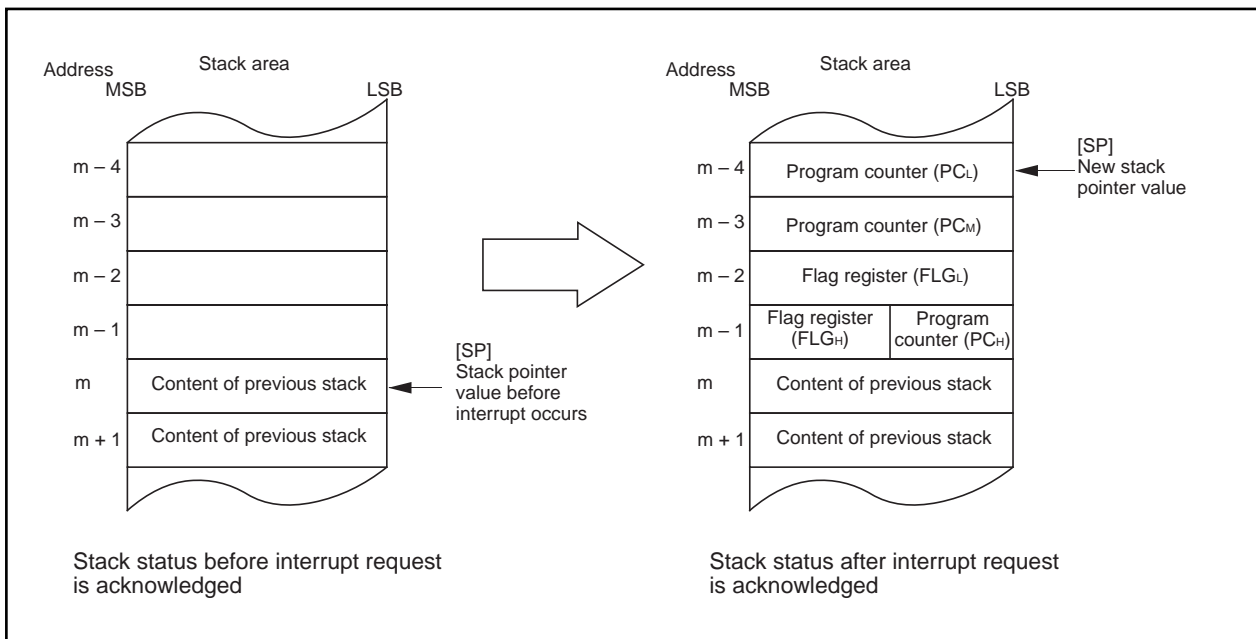 Address
MSB
Stack area
LSB
m – 4
m – 3
m – 2
m – 1
m
Content of previous stack
m + 1
Content of previous stack
[SP]
Stack pointer
value before
interrupt occurs
Stack status before interrupt request
is acknowledged
Address
MSB
Stack area
LSB
m – 4
Program counter (PCL)
m – 3
Program counter (PCM)
m – 2
Flag register (FLGL)
m – 1
Flag register
(FLGH)
Program
counter (PCH)
m
Content of previous stack
m + 1
Content of previous stack
[SP]
New stack
pointer value
Stack status after interrupt request
is acknowledged